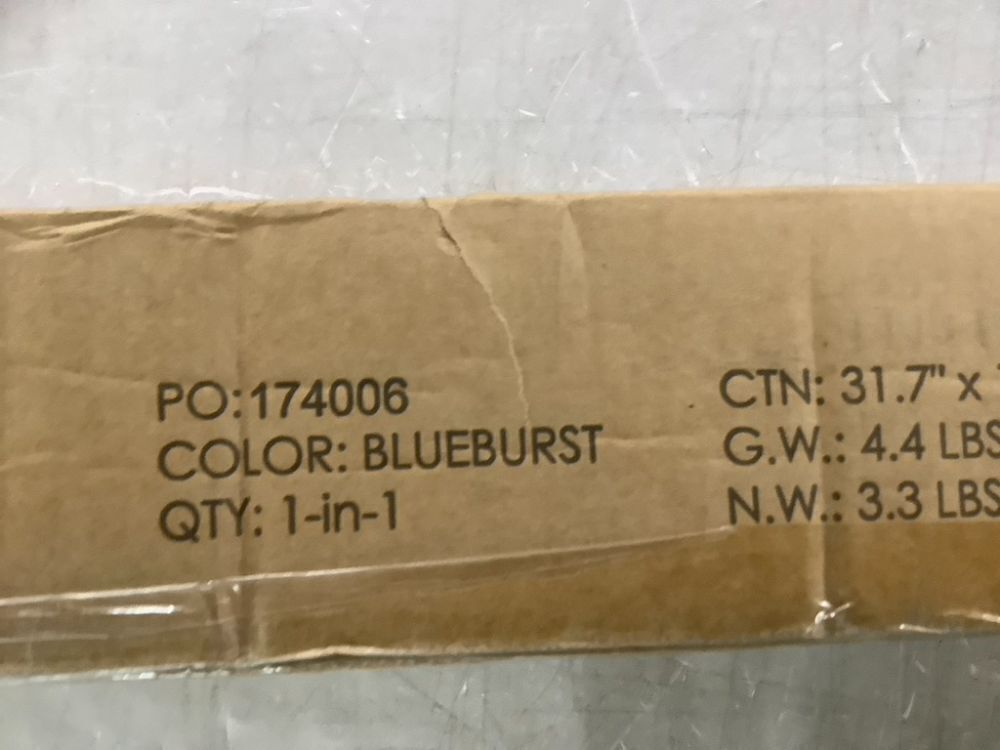 PO:174006
COLOR: BLUEBURST
QTY: 1-in-1
CTN: 31.7" x
G.W.: 4.4 LBS
N.W.: 3.3 LBS